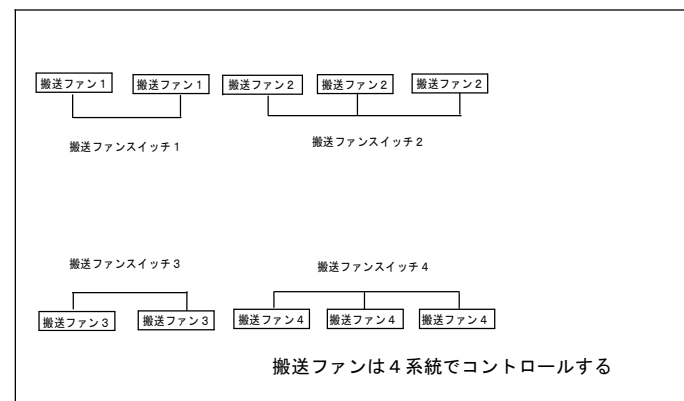 搬送ファン1 搬送ファン1 搬送ファン2 搬送ファン2 搬送ファン2
搬送ファンスイッチ1 搬送ファンスイッチ2
搬送ファンスイッチ3 搬送ファンスイッチ4
搬送ファン3 搬送ファン3 搬送ファン4 搬送ファン4 搬送ファン4
搬送ファンは4系統でコントロールする